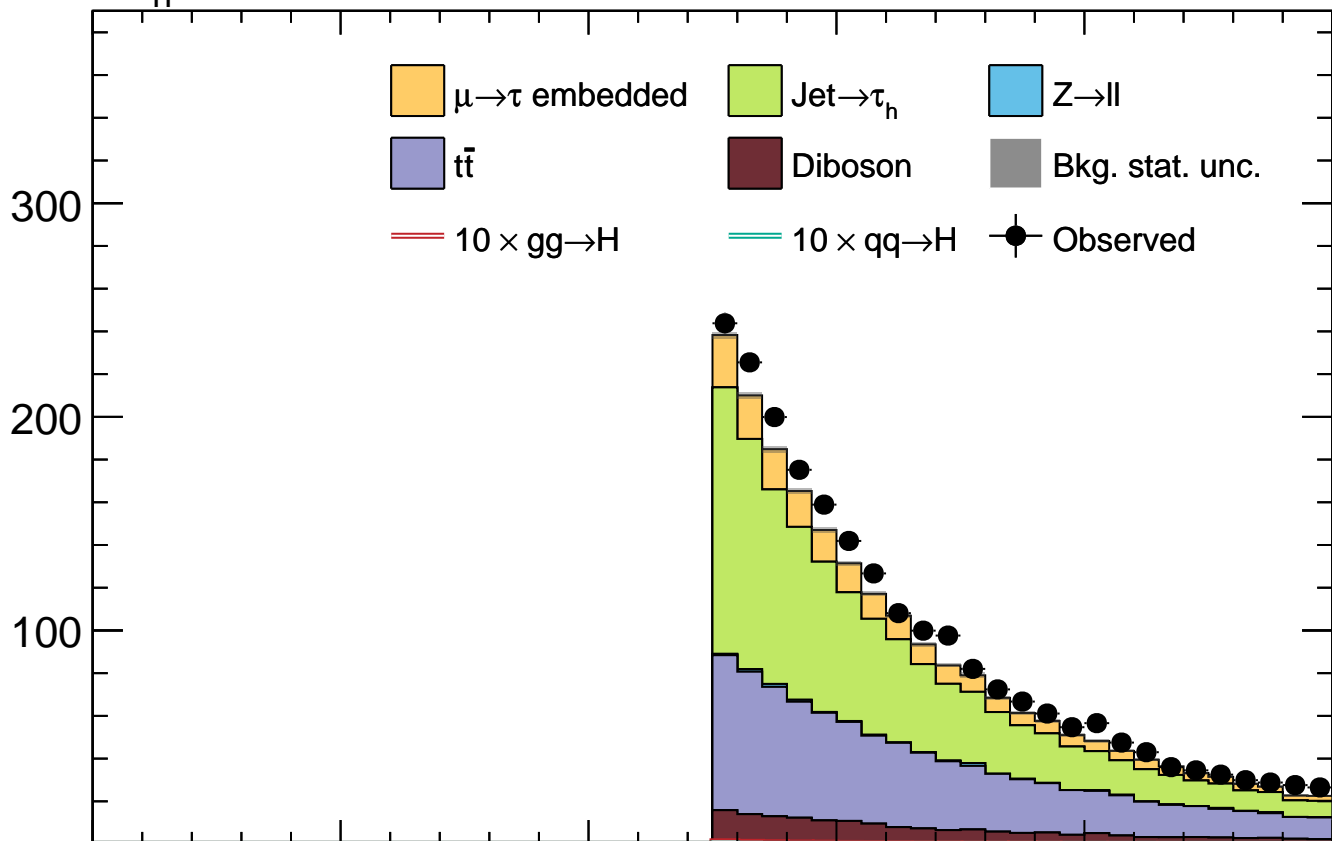 μ→τ embedded Jet→τh Z→ll
tt̄ Diboson Bkg. stat. unc.
10 × gg→H 10 × qq→H Observed
300
200
100